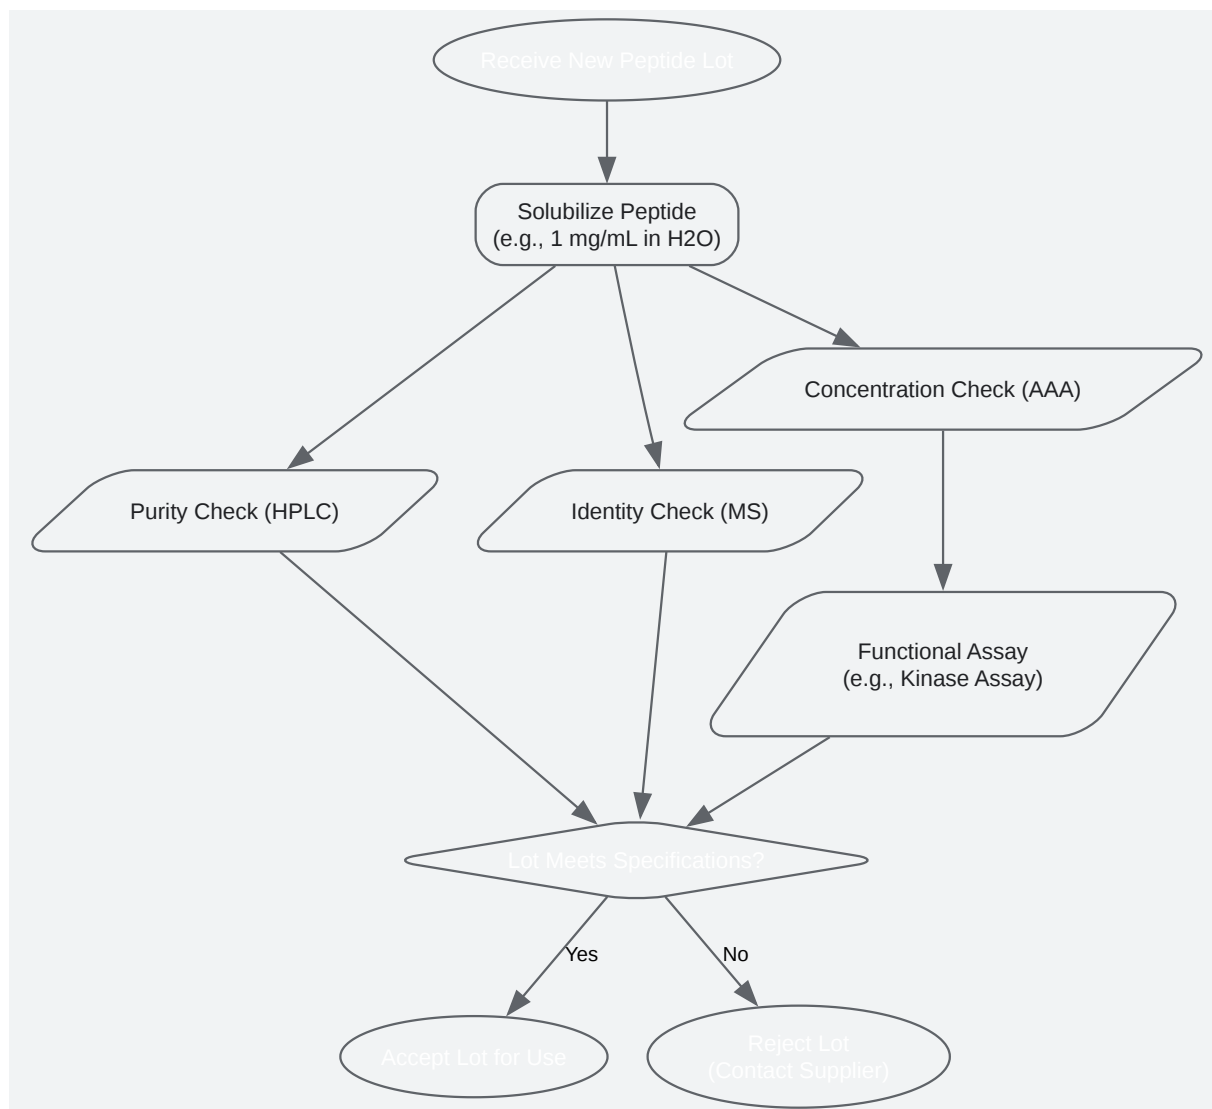 Receive New Peptide Lot
Solubilize Peptide
(e.g., 1 mg/mL in H2O)
Concentration Check (AAA)
Purity Check (HPLC)
Identity Check (MS)
Functional Assay
(e.g., Kinase Assay)
Lot Meets Specifications?
Yes
No
Accept Lot for Use
Reject Lot
(Contact Supplier)